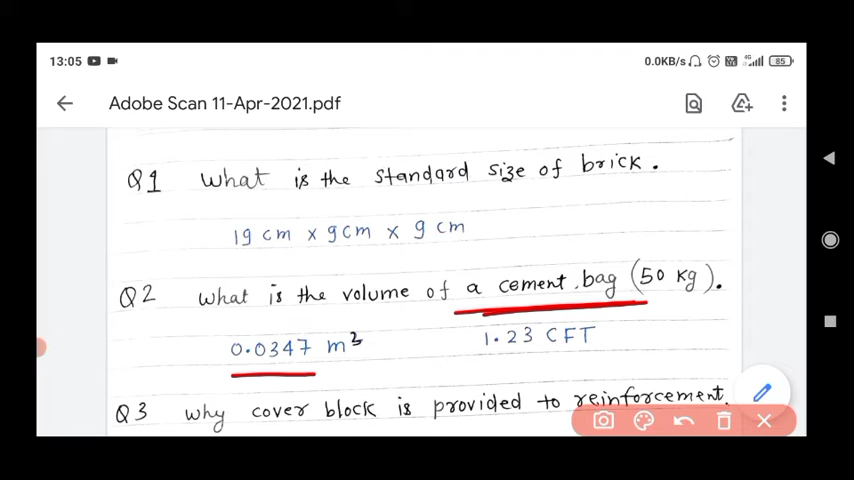 13:05 0.0KB/s 4G 85
Adobe Scan 11-Apr-2021.pdf
Q1 What is the standard size of brick.
19 cm x 9cm x 9 cm
Q2 What is the volume of a cement bag (50 kg).
0.0347 m³ 1.23 CFT
Q3 why cover block is provided to reinforcement.